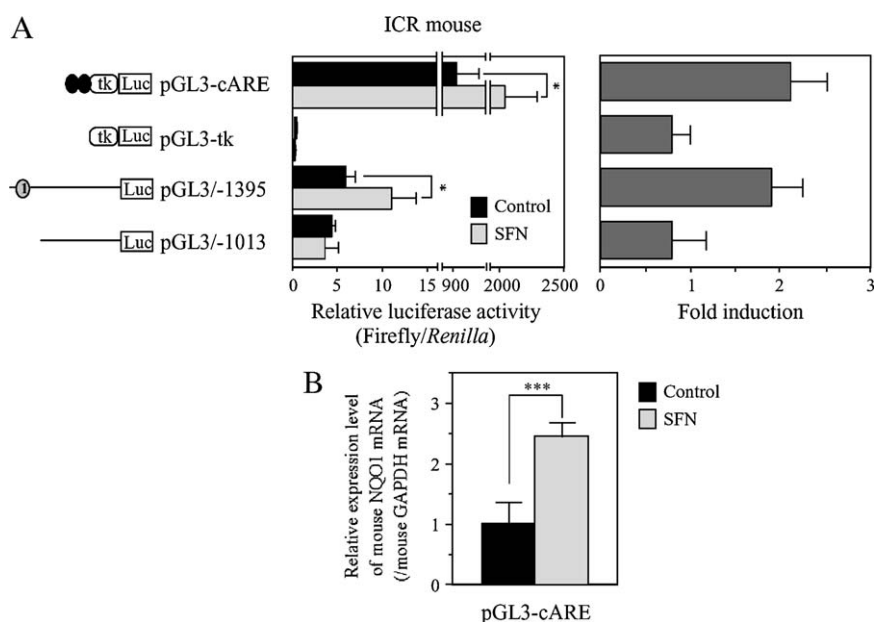 A
ICR mouse
tk Luc pGL3-cARE
tk Luc pGL3-tk
1 Luc pGL3/-1395
Luc pGL3/-1013
*
*
Control
SFN
0 5 10 15 900 2000 2500
Relative luciferase activity
(Firefly/Renilla)
0 1 2 3
Fold induction
B
Relative expression level
of mouse NQO1 mRNA
(/mouse GAPDH mRNA)
3
2
1
0
***
Control
SFN
pGL3-cARE